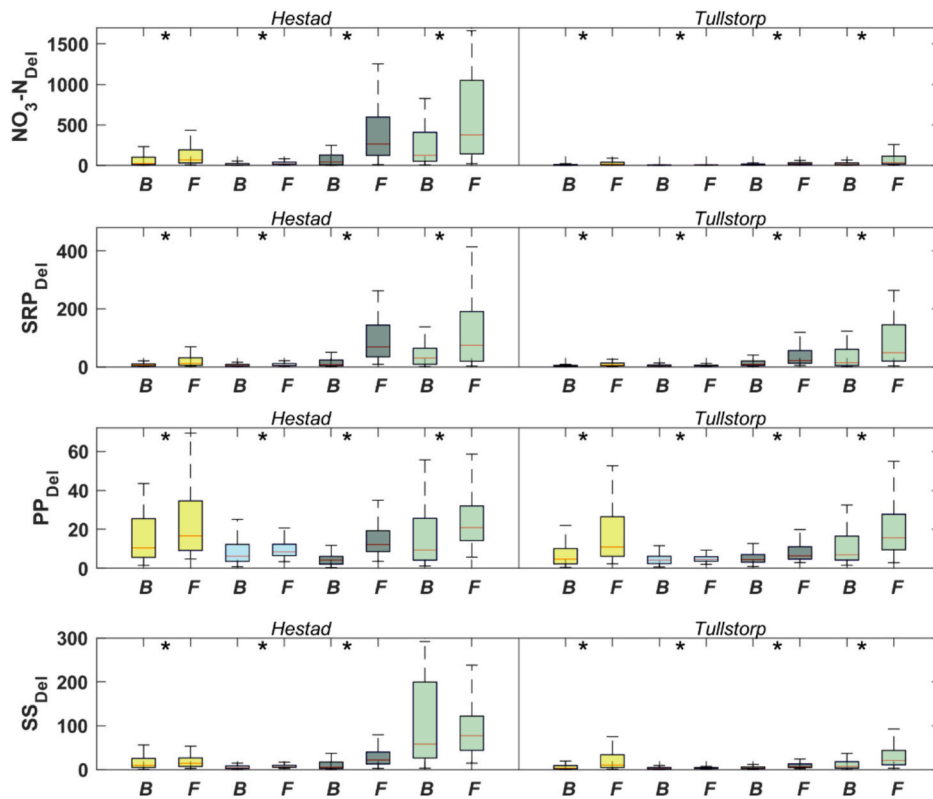 Hestad Tullstorp
* * * * * * * *
NO3-NDel
1500
1000
500
0
B F B F B F B F B F B F B F B F
Hestad Tullstorp
* * * * * * * *
SRPDel
400
200
0
B F B F B F B F B F B F B F B F
Hestad Tullstorp
* * * * * * * *
PPDel
60
40
20
0
B F B F B F B F B F B F B F B F
Hestad Tullstorp
* * * * * * *
SSDel
300
200
100
0
B F B F B F B F B F B F B F B F